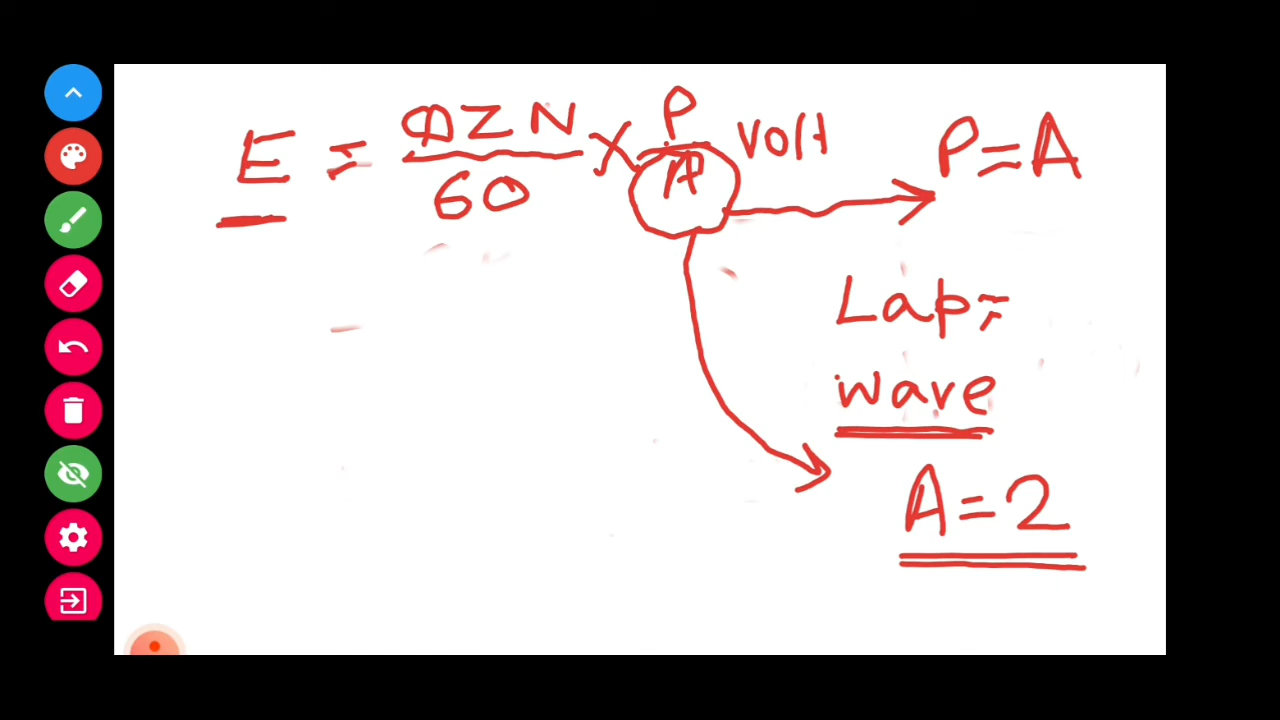 E = ΦZN/60 × P/A Volt
P=A
Lap=
wave
A=2